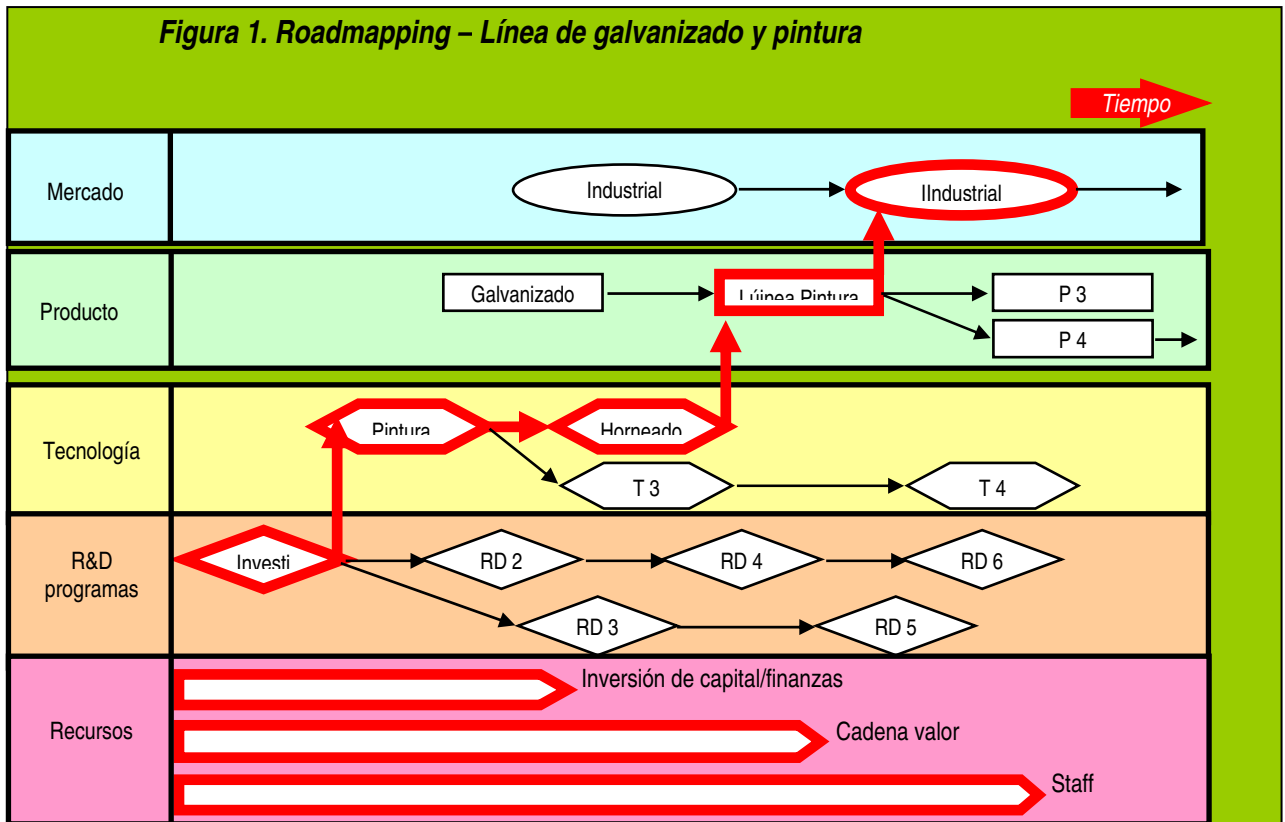 Figura 1. Roadmapping – Línea de galvanizado y pintura
Tiempo
Mercado
Industrial
IIndustrial
Producto
Galvanizado
Lúinea Pintura
P 3
P 4
Tecnología
Pintura
Horneado
T 3
T 4
R&D
programas
Investi
RD 2
RD 4
RD 6
RD 3
RD 5
Recursos
Inversión de capital/finanzas
Cadena valor
Staff